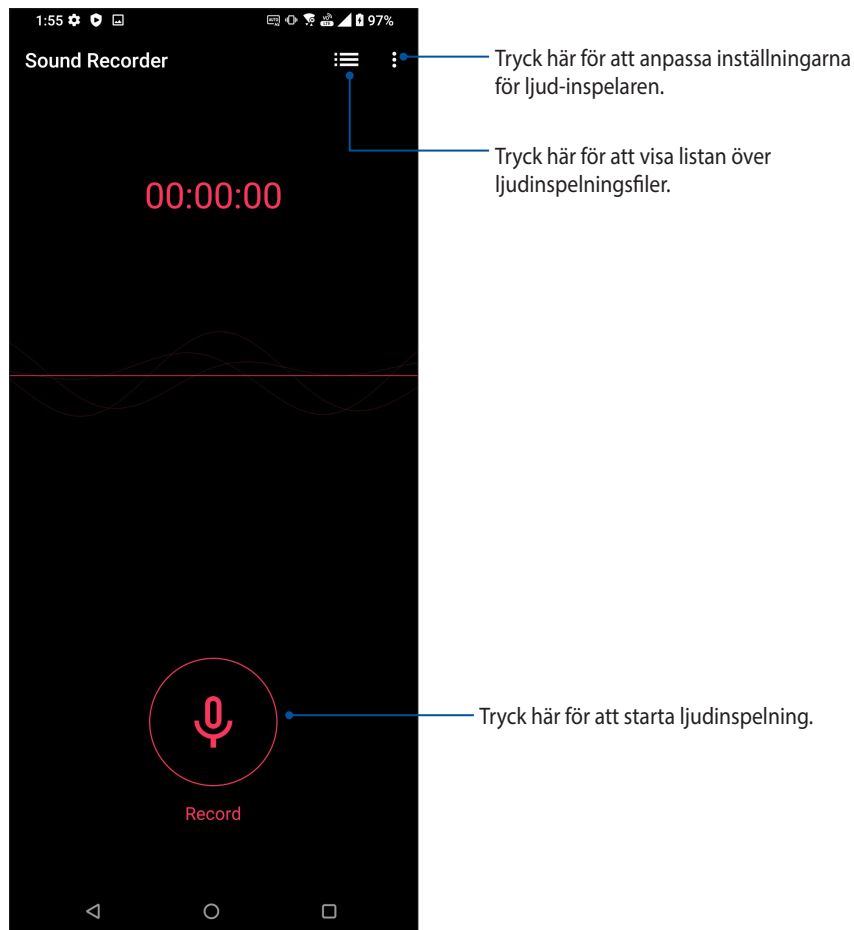 1:55 97%
Sound Recorder
Tryck här för att anpassa inställningarna
för ljud-inspelaren.
Tryck här för att visa listan över
ljudinspelningsfiler.
00:00:00
Tryck här för att starta ljudinspelning.
Record